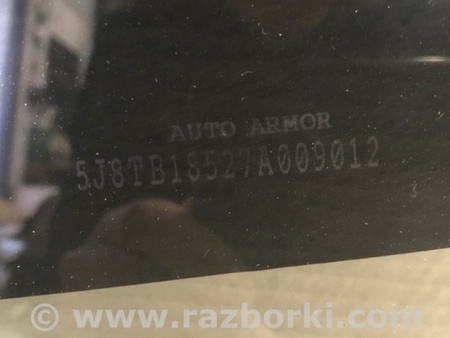 AUTO ARMOR
5J8TB18527A009012
© www.razborki.com